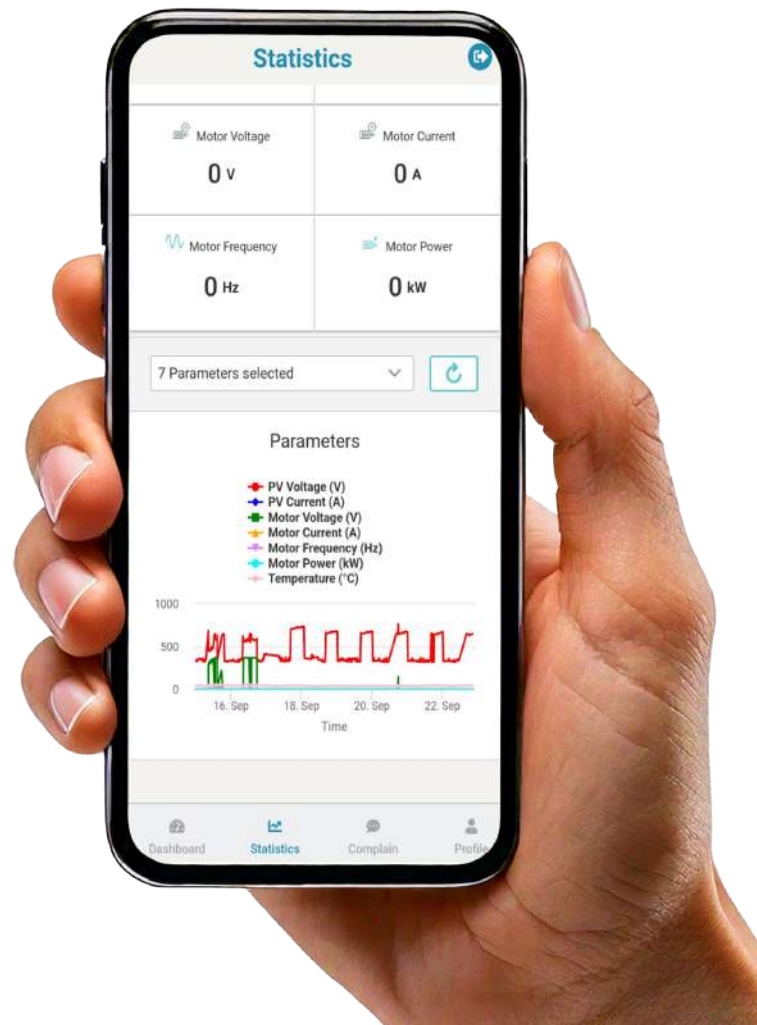 Statistics
Motor Voltage
Motor Current
0 V
0 A
Motor Frequency
Motor Power
0 Hz
0 kW
7 Parameters selected
Parameters
PV Voltage (V)
PV Current (A)
Motor Voltage (V)
Motor Current (A)
Motor Frequency (Hz)
Motor Power (kW)
Temperature (°C)
1000
500
0
16. Sep
18. Sep
20. Sep
22. Sep
Time
Dashboard
Statistics
Complain
Profile